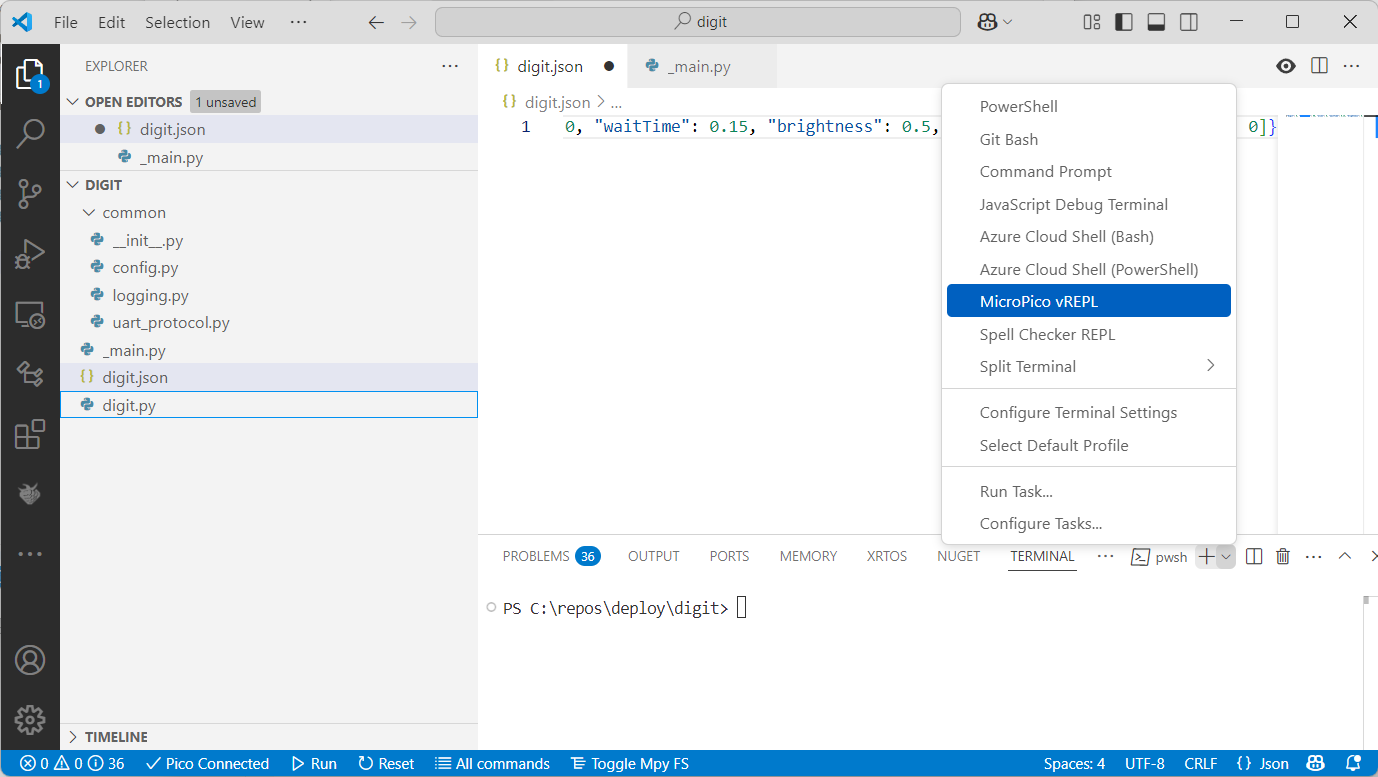 File Edit Selection View ··· digit
EXPLORER ···
OPEN EDITORS 1 unsaved
digit.json
_main.py
DIGIT
common
__init__.py
config.py
logging.py
uart_protocol.py
_main.py
digit.json
digit.py
TIMELINE
1
{} digit.json _main.py
{} digit.json > ...
1 0, "waitTime": 0.15, "brightness": 0.5, 0]}
PowerShell
Git Bash
Command Prompt
JavaScript Debug Terminal
Azure Cloud Shell (Bash)
Azure Cloud Shell (PowerShell)
MicroPico vREPL
Spell Checker REPL
Split Terminal
Configure Terminal Settings
Select Default Profile
Run Task...
Configure Tasks...
PROBLEMS 36 OUTPUT PORTS MEMORY XRTOS NUGET TERMINAL ··· pwsh
PS C:\repos\deploy\digit>
0 0 36 Pico Connected Run Reset All commands Toggle Mpy FS Spaces: 4 UTF-8 CRLF {} Json